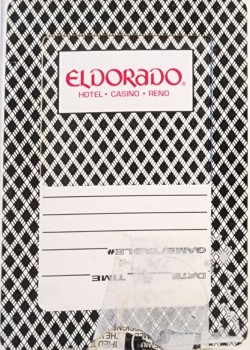 ELDORADO®
HOTEL • CASINO • RENO
GAME/TABLE#
DATE TIME